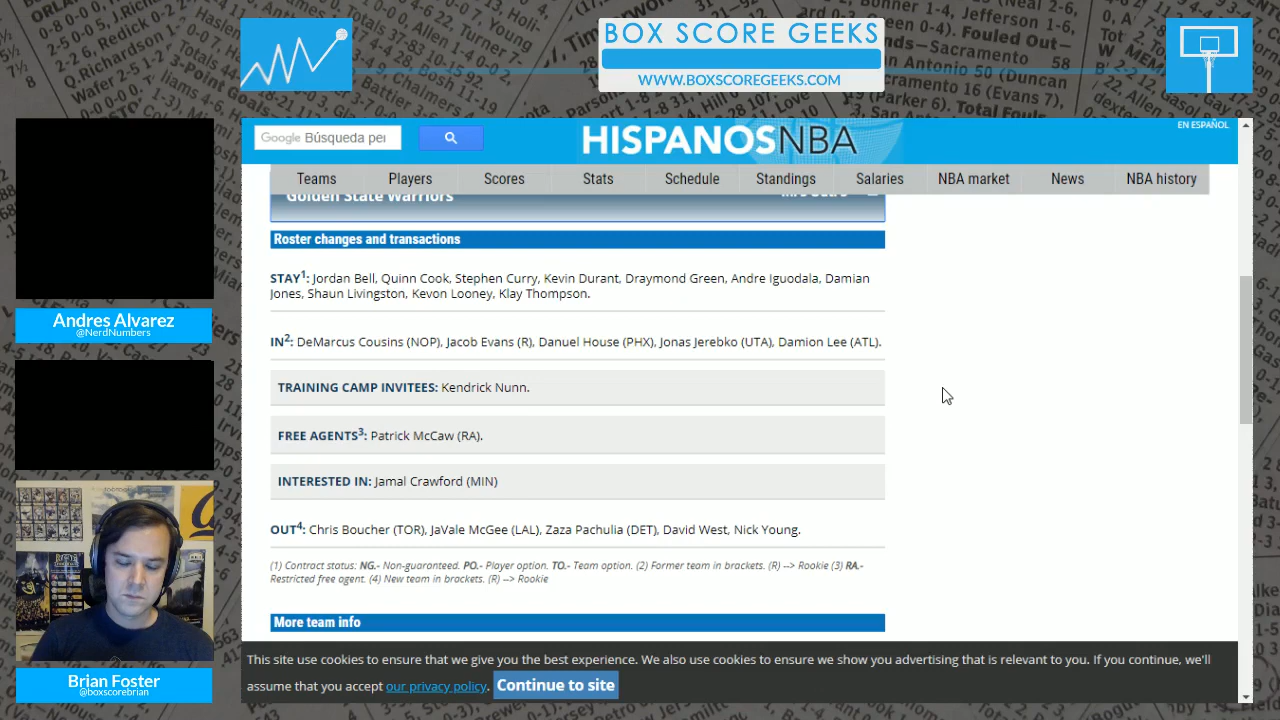 BOX SCORE GEEKS
WWW.BOXSCOREGEEKS.COM
Andres Alvarez
@NerdNumbers
Brian Foster
@boxscorebrian
Google Búsqueda per
HISPANOSNBA
EN ESPAÑOL
Teams Players Scores Stats Schedule Standings Salaries NBA market News NBA history
Golden State Warriors
Roster changes and transactions
STAY1: Jordan Bell, Quinn Cook, Stephen Curry, Kevin Durant, Draymond Green, Andre Iguodala, Damian
Jones, Shaun Livingston, Kevon Looney, Klay Thompson.
IN2: DeMarcus Cousins (NOP), Jacob Evans (R), Danuel House (PHX), Jonas Jerebko (UTA), Damion Lee (ATL).
TRAINING CAMP INVITEES: Kendrick Nunn.
FREE AGENTS3: Patrick McCaw (RA).
INTERESTED IN: Jamal Crawford (MIN)
OUT4: Chris Boucher (TOR), JaVale McGee (LAL), Zaza Pachulia (DET), David West, Nick Young.
(1) Contract status: NG.- Non-guaranteed. PO.- Player option. TO.- Team option. (2) Former team in brackets. (R) --> Rookie (3) RA.-
Restricted free agent. (4) New team in brackets. (R) --> Rookie
More team info
This site use cookies to ensure that we give you the best experience. We also use cookies to ensure we show you advertising that is relevant to you. If you continue, we'll
assume that you accept our privacy policy. Continue to site